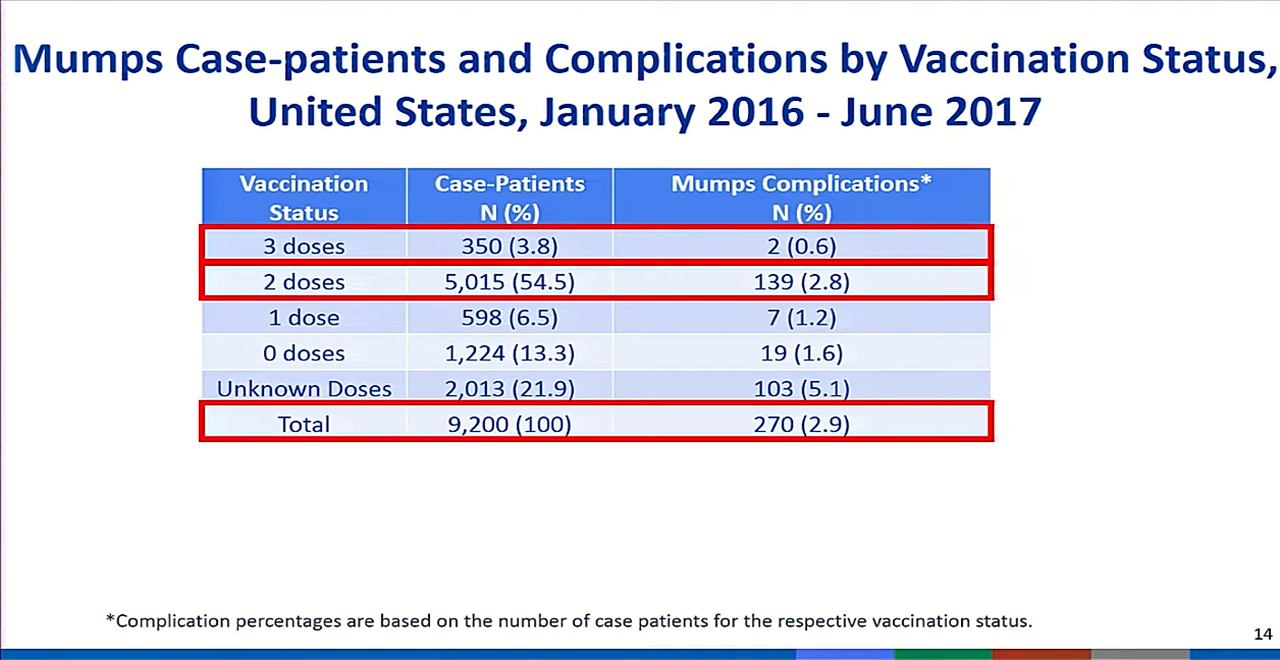 Mumps Case-patients and Complications by Vaccination Status,
United States, January 2016 - June 2017
Vaccination Status Case-Patients N (%) Mumps Complications* N (%)
3 doses 350 (3.8) 2 (0.6)
2 doses 5,015 (54.5) 139 (2.8)
1 dose 598 (6.5) 7 (1.2)
0 doses 1,224 (13.3) 19 (1.6)
Unknown Doses 2,013 (21.9) 103 (5.1)
Total 9,200 (100) 270 (2.9)
*Complication percentages are based on the number of case patients for the respective vaccination status.
14